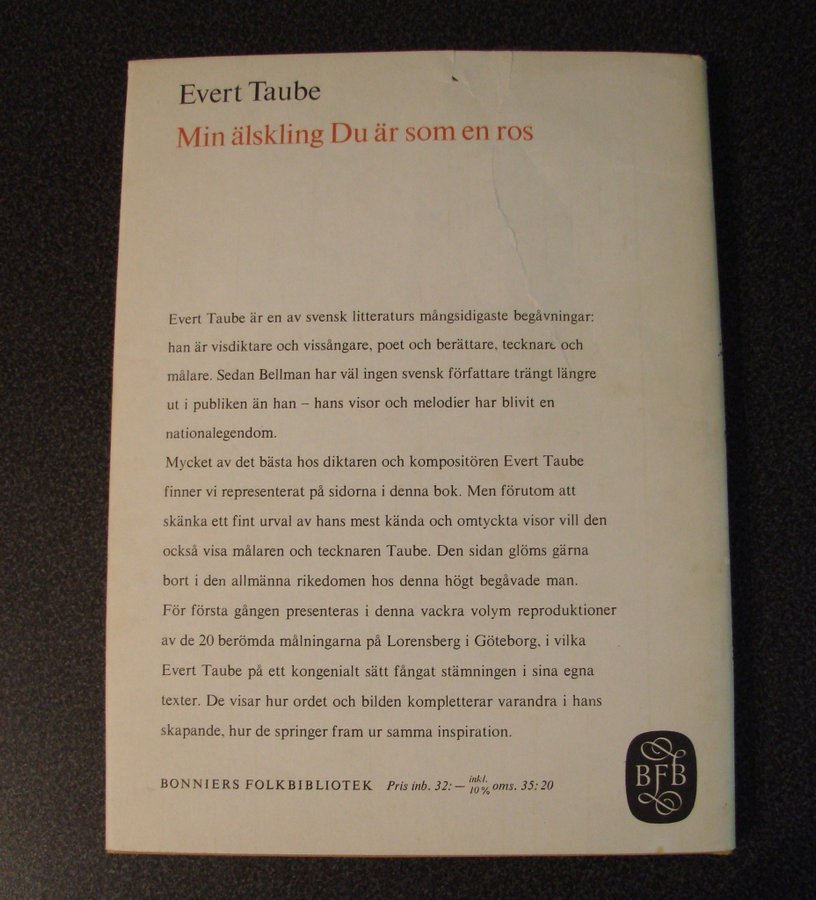 Evert Taube
Min älskling Du är som en ros
Evert Taube är en av svensk litteraturs mångsidigaste begåvningar:
han är visdiktare och vissångare, poet och berättare, tecknare och
målare. Sedan Bellman har väl ingen svensk författare trängt längre
ut i publiken än han – hans visor och melodier har blivit en
nationalegendom.
Mycket av det bästa hos diktaren och kompositören Evert Taube
finner vi representerat på sidorna i denna bok. Men förutom att
skänka ett fint urval av hans mest kända och omtyckta visor vill den
också visa målaren och tecknaren Taube. Den sidan glöms gärna
bort i den allmänna rikedomen hos denna högt begåvade man.
För första gången presenteras i denna vackra volym reproduktioner
av de 20 berömda målningarna på Lorensberg i Göteborg, i vilka
Evert Taube på ett kongenialt sätt fångat stämningen i sina egna
texter. De visar hur ordet och bilden kompletterar varandra i hans
skapande, hur de springer fram ur samma inspiration.
BONNIERS FOLKBIBLIOTEK Pris inb. 32: — inkl. 10% oms. 35: 20
BFB